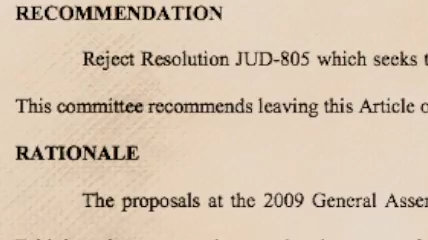 RECOMMENDATION
Reject Resolution JUD-805 which seeks
This committee recommends leaving this Article
RATIONALE
The proposals at the 2009 General